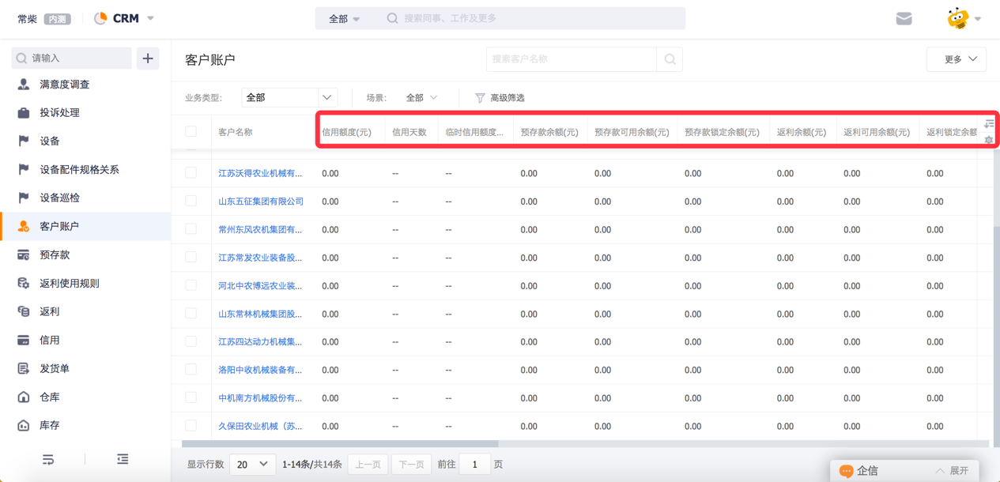 常柴 内测 CRM 全部 搜索同事、工作及更多
请输入
满意度调查
投诉处理
设备
设备配件规格关系
设备巡检
客户账户
预存款
返利使用规则
返利
信用
发货单
仓库
库存
客户账户 搜索客户名称 更多
业务类型: 全部 场景: 全部 高级筛选
客户名称 信用额度(元) 信用天数 临时信用额度... 预存款余额(元) 预存款可用余额(元) 预存款锁定余额(元) 返利余额(元) 返利可用余额(元) 返利锁定余额
江苏沃得农业机械有... 0.00 -- -- 0.00 0.00 0.00 0.00 0.00 0.00
山东五征集团有限公司 0.00 -- -- 0.00 0.00 0.00 0.00 0.00 0.00
常州东风农机集团有... 0.00 -- -- 0.00 0.00 0.00 0.00 0.00 0.00
江苏常发农业装备股... 0.00 -- -- 0.00 0.00 0.00 0.00 0.00 0.00
河北中农博远农业装... 0.00 -- -- 0.00 0.00 0.00 0.00 0.00 0.00
山东常林机械集团股... 0.00 -- -- 0.00 0.00 0.00 0.00 0.00 0.00
江苏四达动力机械集... 0.00 -- -- 0.00 0.00 0.00 0.00 0.00 0.00
洛阳中收机械装备有... 0.00 -- -- 0.00 0.00 0.00 0.00 0.00 0.00
中机南方机械股份有... 0.00 -- -- 0.00 0.00 0.00 0.00 0.00 0.00
久保田农业机械（苏... 0.00 -- -- 0.00 0.00 0.00 0.00 0.00 0.00
显示行数 20 1-14条/共14条 上一页 下一页 前往 1 页
企信 展开